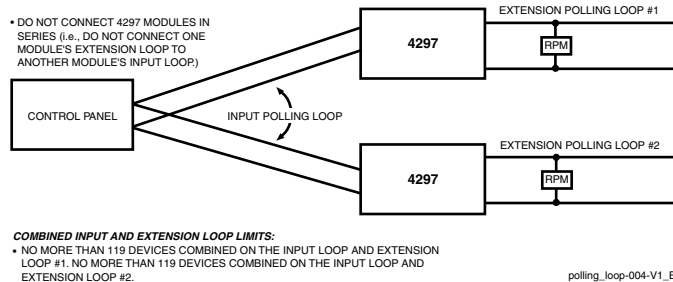 • DO NOT CONNECT 4297 MODULES IN
SERIES (i.e., DO NOT CONNECT ONE
MODULE'S EXTENSION LOOP TO
ANOTHER MODULE'S INPUT LOOP.)
EXTENSION POLLING LOOP #1
4297
RPM
CONTROL PANEL
INPUT POLLING LOOP
EXTENSION POLLING LOOP #2
4297
RPM
COMBINED INPUT AND EXTENSION LOOP LIMITS:
• NO MORE THAN 119 DEVICES COMBINED ON THE INPUT LOOP AND EXTENSION
LOOP #1. NO MORE THAN 119 DEVICES COMBINED ON THE INPUT LOOP AND
EXTENSION LOOP #2.
polling_loop-004-V1_E